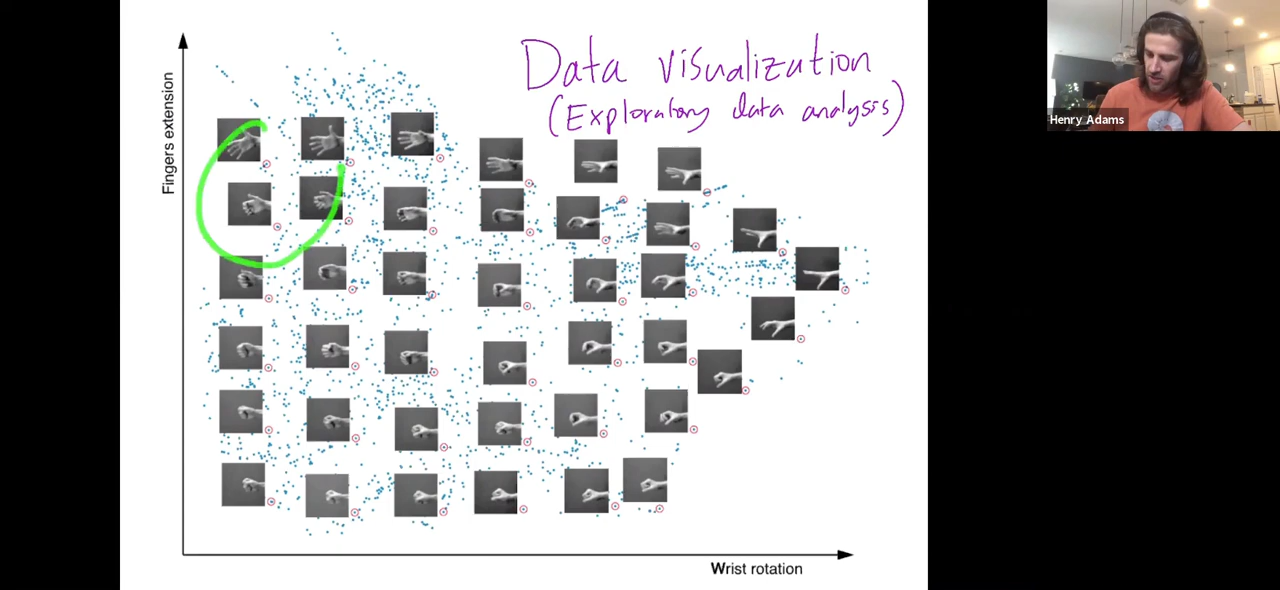 Data visualization
(Exploratory data analysis)
Fingers extension
Wrist rotation
Henry Adams